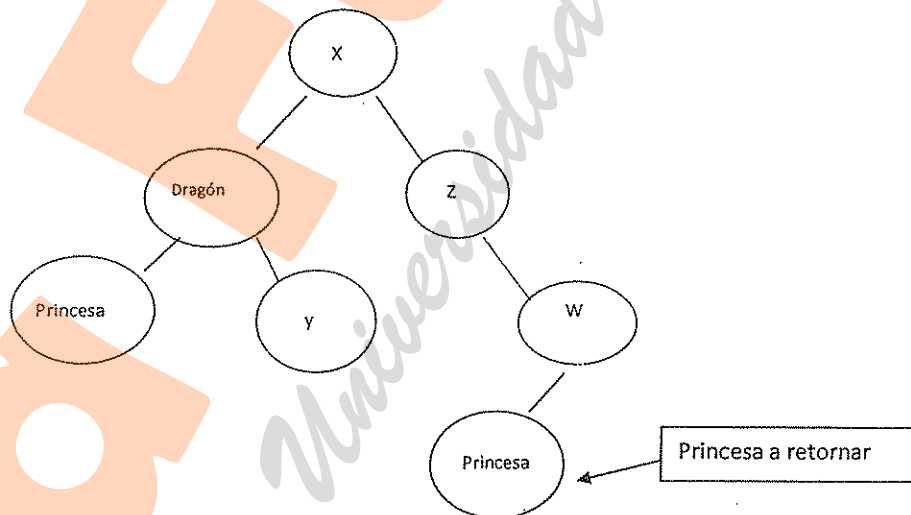 X
Dragón
Z
Princesa
y
W
Princesa
Princesa a retornar
Universidad